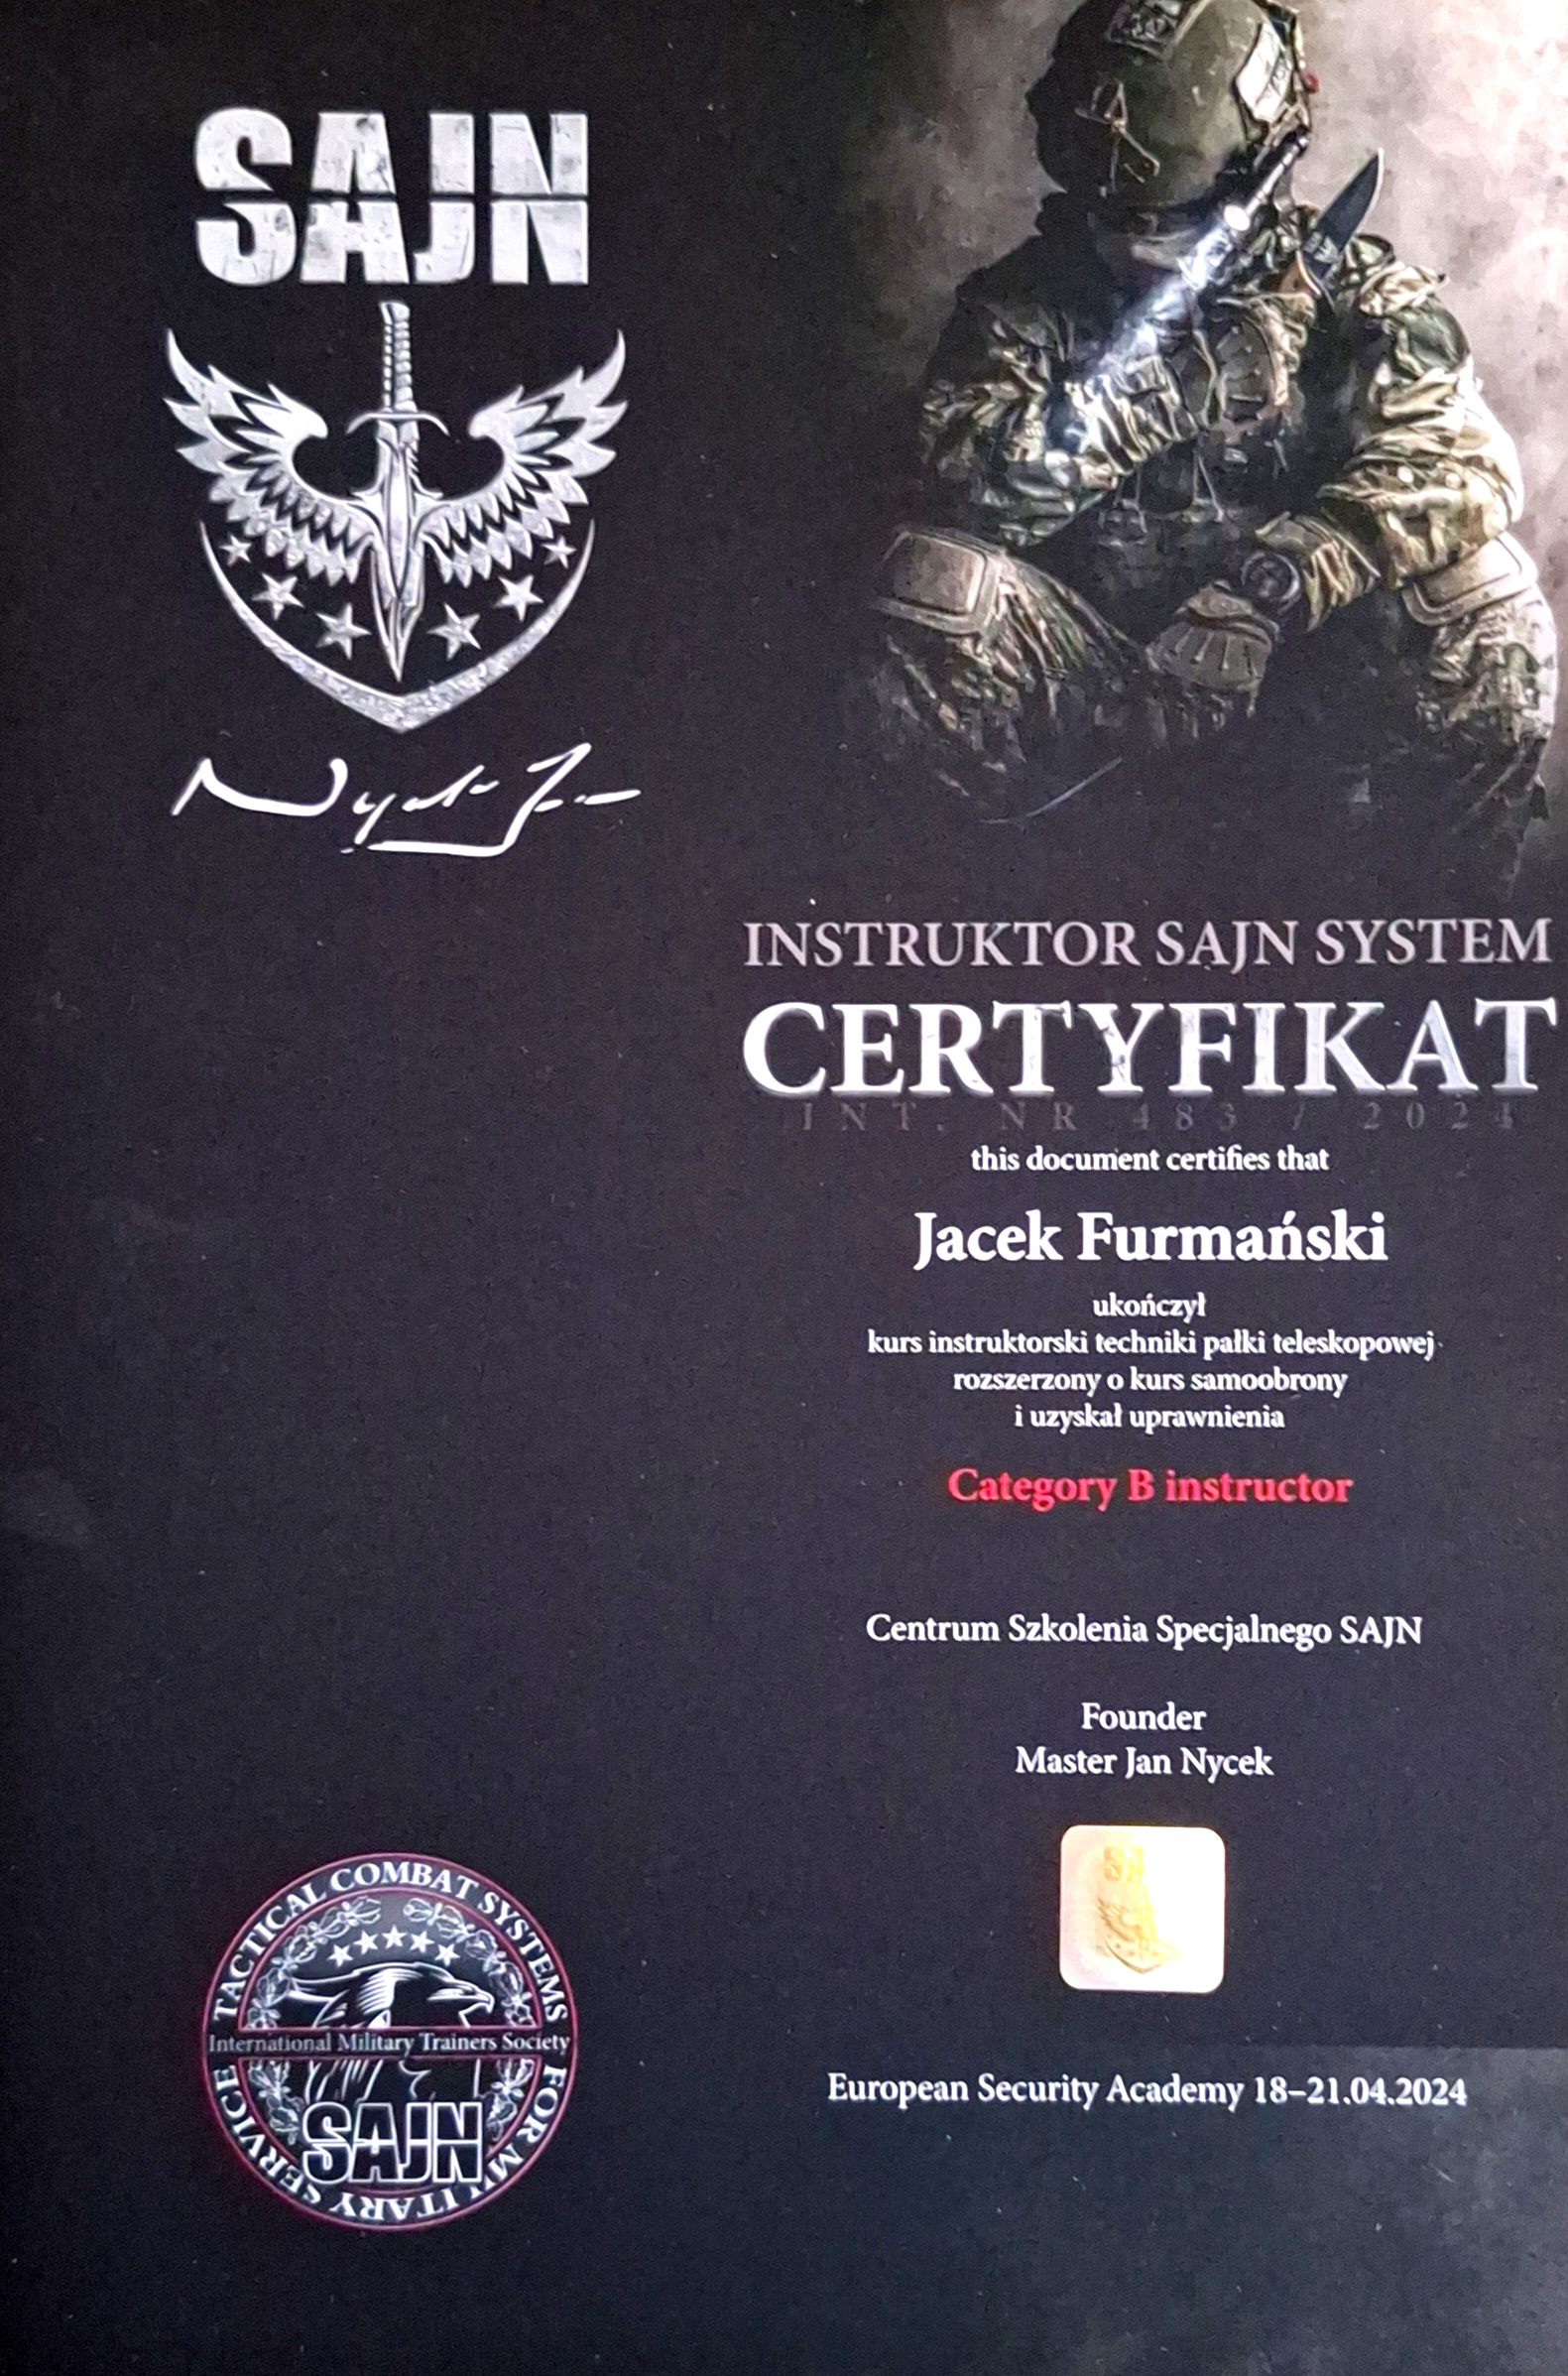 SAJN
INSTRUKTOR SAJN SYSTEM
CERTYFIKAT
INT. NR 483 / 2024
this document certifies that
Jacek Furmański
ukończył
kurs instruktorski techniki pałki teleskopowej
rozszerzony o kurs samoobrony
i uzyskał uprawnienia
Category B instructor
Centrum Szkolenia Specjalnego SAJN
Founder
Master Jan Nycek
European Security Academy 18–21.04.2024
TACTICAL COMBAT SYSTEMS
International Military Trainers Society
SAJN
FOR MILITARY SERVICE